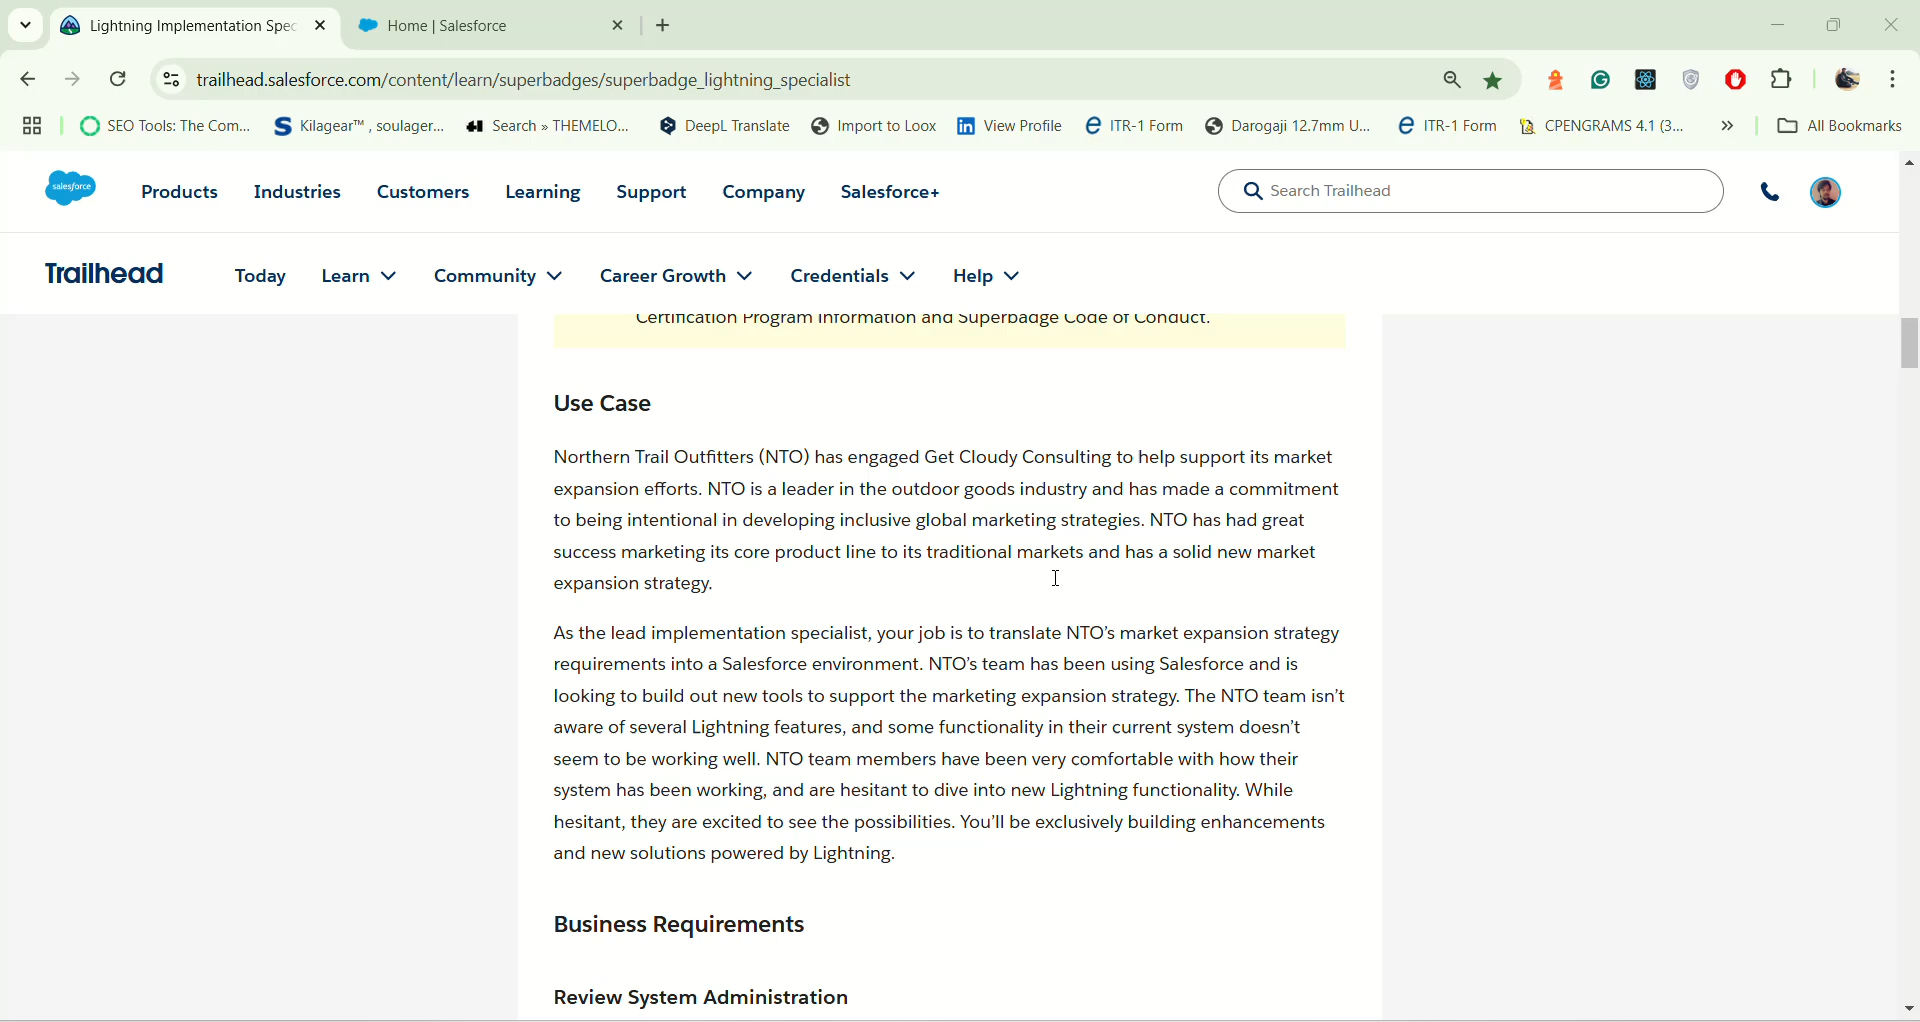 Lightning Implementation Spec
Home | Salesforce
trailhead.salesforce.com/content/learn/superbadges/superbadge_lightning_specialist
SEO Tools: The Com...
Kilagear™ , soulager...
Search » THEMELO...
DeepL Translate
Import to Loox
View Profile
ITR-1 Form
Darogaji 12.7mm U...
ITR-1 Form
CPENGRAMS 4.1 (3...
All Bookmarks
salesforce
Products
Industries
Customers
Learning
Support
Company
Salesforce+
Search Trailhead
Trailhead
Today
Learn
Community
Career Growth
Credentials
Help
Certification Program Information and Superbadge Code of Conduct.
Use Case
Northern Trail Outfitters (NTO) has engaged Get Cloudy Consulting to help support its market
expansion efforts. NTO is a leader in the outdoor goods industry and has made a commitment
to being intentional in developing inclusive global marketing strategies. NTO has had great
success marketing its core product line to its traditional markets and has a solid new market
expansion strategy.
As the lead implementation specialist, your job is to translate NTO’s market expansion strategy
requirements into a Salesforce environment. NTO’s team has been using Salesforce and is
looking to build out new tools to support the marketing expansion strategy. The NTO team isn’t
aware of several Lightning features, and some functionality in their current system doesn’t
seem to be working well. NTO team members have been very comfortable with how their
system has been working, and are hesitant to dive into new Lightning functionality. While
hesitant, they are excited to see the possibilities. You’ll be exclusively building enhancements
and new solutions powered by Lightning.
Business Requirements
Review System Administration